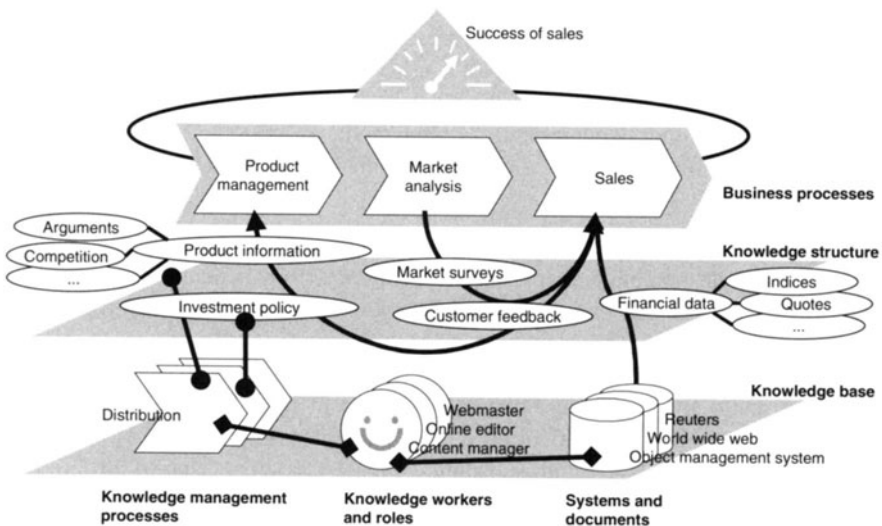 Success of sales
Product
management
Market
analysis
Sales
Business processes
Arguments
Competition
...
Product information
Knowledge structure
Market surveys
Investment policy
Customer feedback
Financial data
Indices
Quotes
...
Knowledge base
Distribution
Webmaster
Online editor
Content manager
Reuters
World wide web
Object management system
Knowledge management
processes
Knowledge workers
and roles
Systems and
documents